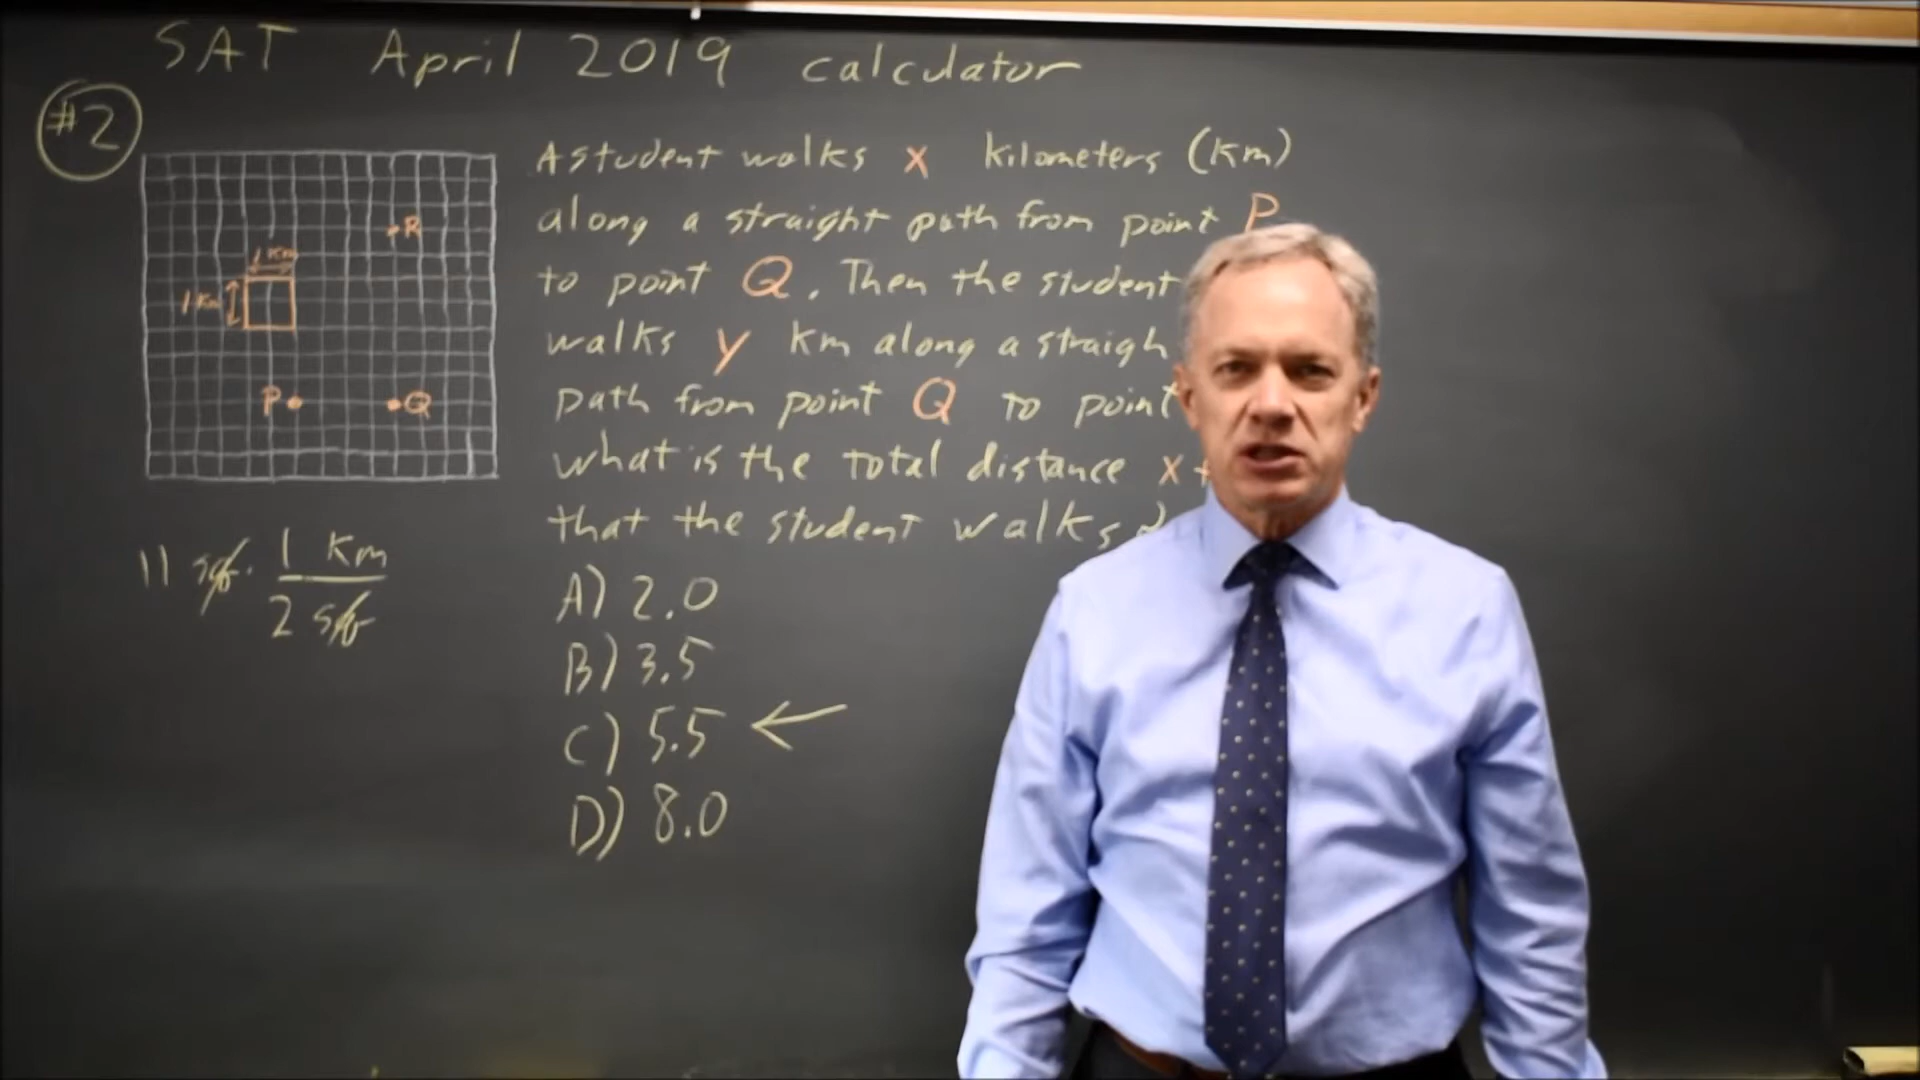 SAT April 2019 calculator
#2
A student walks x kilometers (km)
along a straight path from point P
to point Q. Then the student
walks y km along a straigh
path from point Q to point
what is the total distance x +
that the student walks ?
A) 2.0
B) 3.5
C) 5.5
D) 8.0
R
1 km
1 km
P
Q
11 sq. 1 km
2 sq